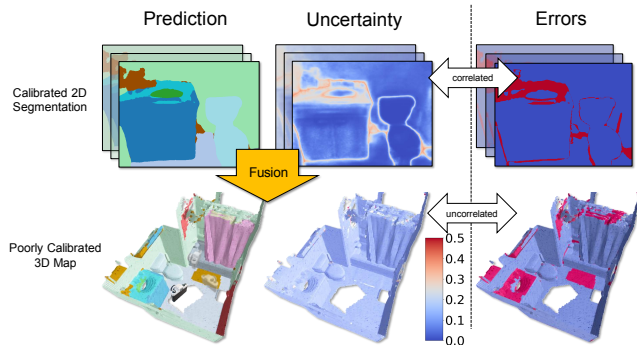 Prediction
Uncertainty
Errors
Calibrated 2D
Segmentation
correlated
Fusion
uncorrelated
Poorly Calibrated
3D Map
0.5
0.4
0.3
0.2
0.1
0.0